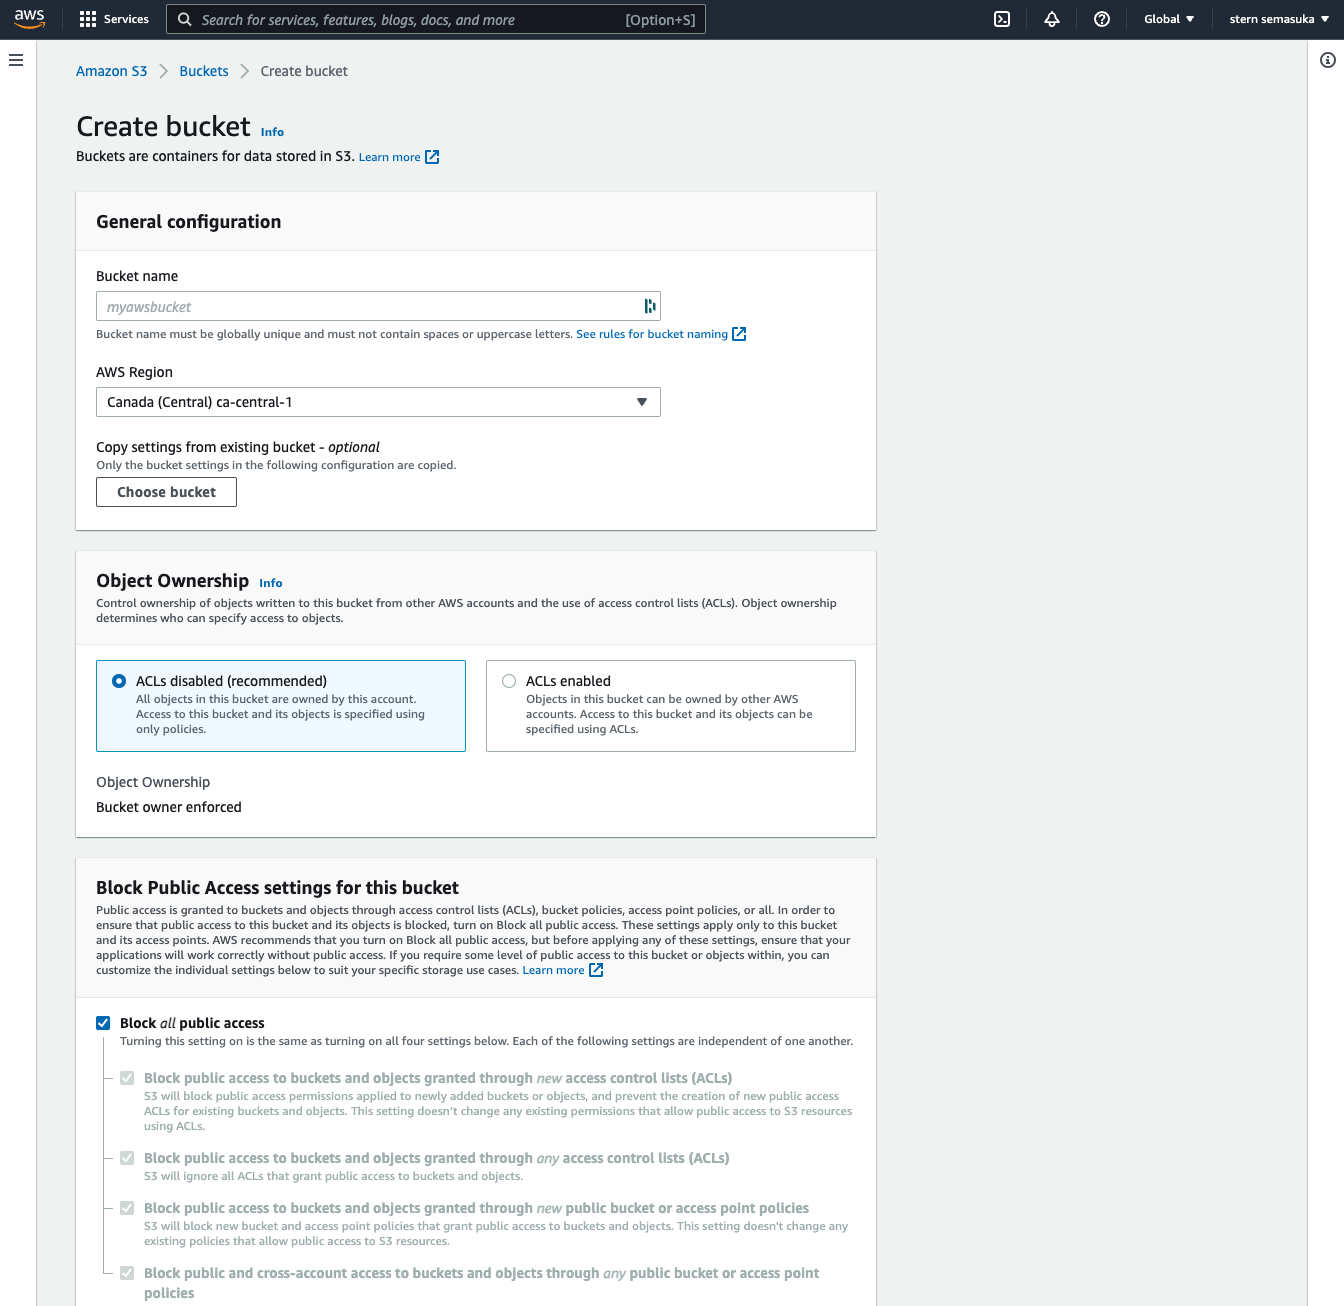 aws
Services
Search for services, features, blogs, docs, and more
[Option+S]
Global
stern semasuka
Amazon S3
Buckets
Create bucket
Create bucket
Info
Buckets are containers for data stored in S3. Learn more
General configuration
Bucket name
myawsbucket
Bucket name must be globally unique and must not contain spaces or uppercase letters. See rules for bucket naming
AWS Region
Canada (Central) ca-central-1
Copy settings from existing bucket - optional
Only the bucket settings in the following configuration are copied.
Choose bucket
Object Ownership Info
Control ownership of objects written to this bucket from other AWS accounts and the use of access control lists (ACLs). Object ownership
determines who can specify access to objects.
ACLs disabled (recommended)
All objects in this bucket are owned by this account.
Access to this bucket and its objects is specified using
only policies.
ACLs enabled
Objects in this bucket can be owned by other AWS
accounts. Access to this bucket and its objects can be
specified using ACLs.
Object Ownership
Bucket owner enforced
Block Public Access settings for this bucket
Public access is granted to buckets and objects through access control lists (ACLs), bucket policies, access point policies, or all. In order to
ensure that public access to this bucket and its objects is blocked, turn on Block all public access. These settings apply only to this bucket
and its access points. AWS recommends that you turn on Block all public access, but before applying any of these settings, ensure that your
applications will work correctly without public access. If you require some level of public access to this bucket or objects within, you can
customize the individual settings below to suit your specific storage use cases. Learn more
Block all public access
Turning this setting on is the same as turning on all four settings below. Each of the following settings are independent of one another.
Block public access to buckets and objects granted through new access control lists (ACLs)
S3 will block public access permissions applied to newly added buckets or objects, and prevent the creation of new public access
ACLs for existing buckets and objects. This setting doesn't change any existing permissions that allow public access to S3 resources
using ACLs.
Block public access to buckets and objects granted through any access control lists (ACLs)
S3 will ignore all ACLs that grant public access to buckets and objects.
Block public access to buckets and objects granted through new public bucket or access point policies
S3 will block new bucket and access point policies that grant public access to buckets and objects. This setting doesn't change any
existing policies that allow public access to S3 resources.
Block public and cross-account access to buckets and objects through any public bucket or access point
policies